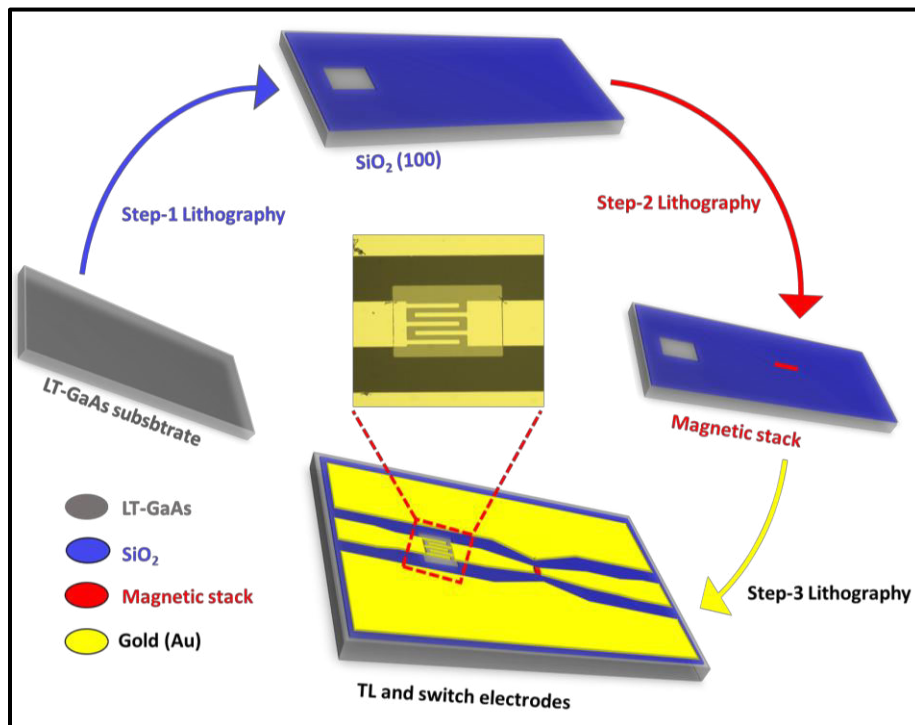 SiO₂ (100)
Step-1 Lithography
Step-2 Lithography
LT-GaAs subsbtrate
Magnetic stack
LT-GaAs
SiO₂
Magnetic stack
Gold (Au)
Step-3 Lithography
TL and switch electrodes